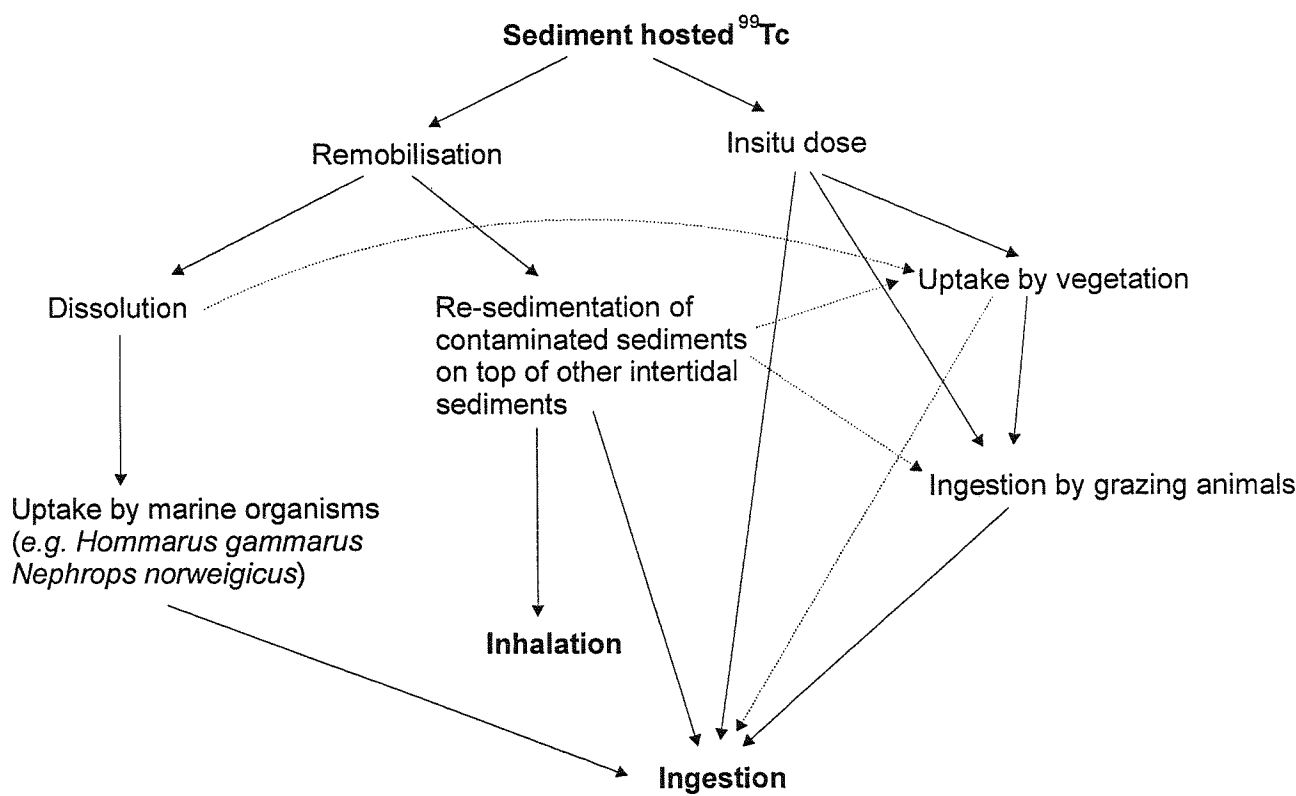 Sediment hosted ⁹⁹Tc
Remobilisation
Insitu dose
Dissolution
Re-sedimentation of
contaminated sediments
on top of other intertidal
sediments
Uptake by vegetation
Uptake by marine organisms
(e.g. Hommarus gammarus
Nephrops norweigicus)
Ingestion by grazing animals
Inhalation
Ingestion